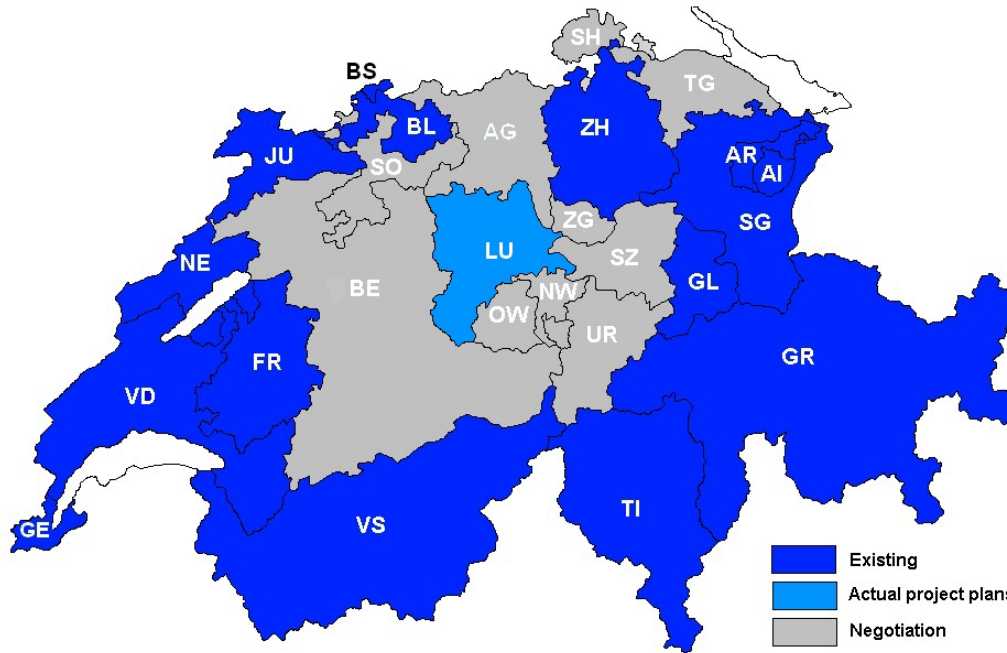 SH
BS
TG
BL
AG
ZH
JU
SO
AR
AI
ZG
SG
NE
LU
SZ
BE
NW
GL
OW
UR
FR
GR
VD
TI
VS
GE
Existing
Actual project plans
Negotiation